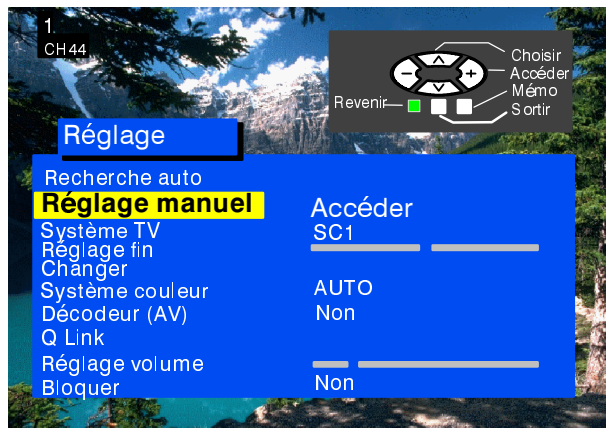 1.
CH44
Choisir
Accéder
Mémo
Revenir
Sortir
Réglage
Recherche auto
Réglage manuel Accéder
Système TV SC1
Réglage fin
Changer
Système couleur AUTO
Décodeur (AV) Non
Q Link
Réglage volume
Bloquer Non